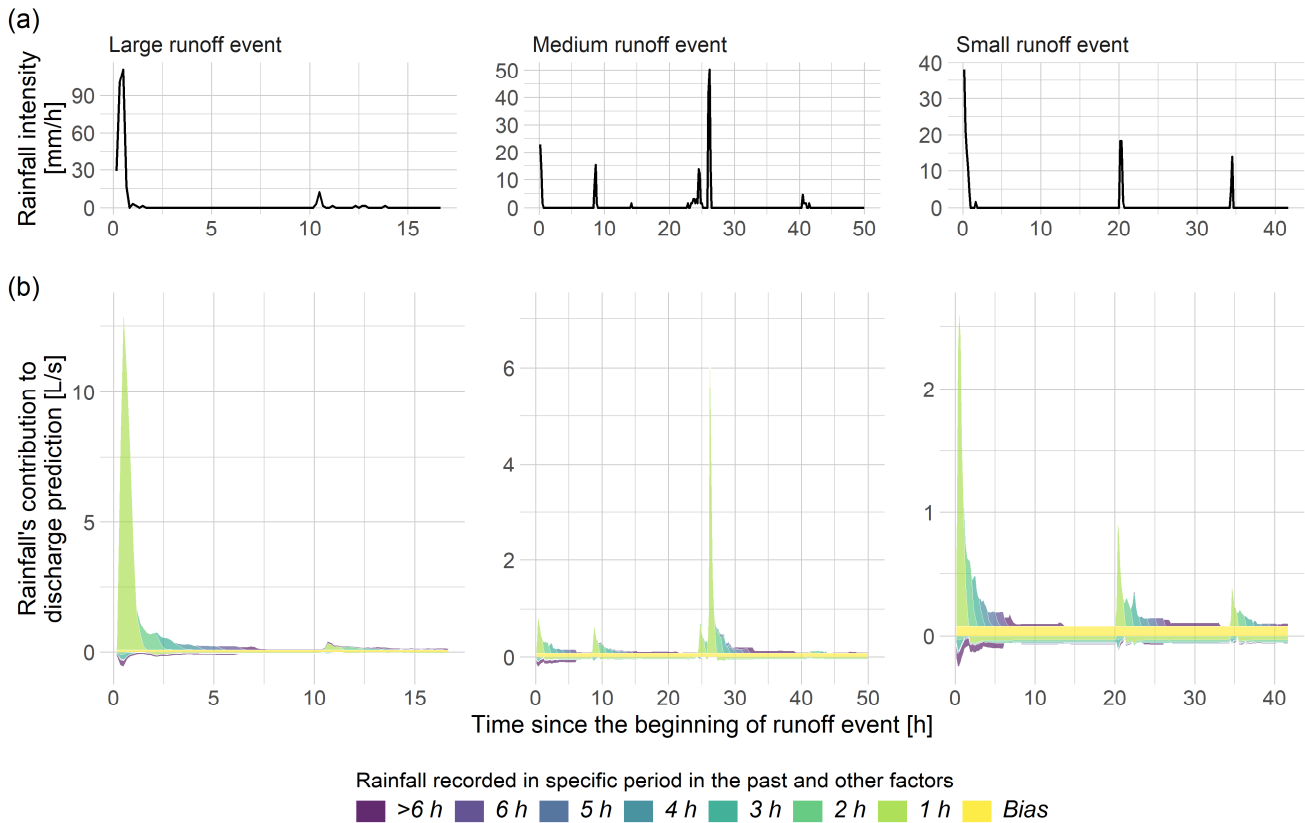 (a)
Large runoff event
Medium runoff event
Small runoff event
Rainfall intensity
[mm/h]
90
60
30
0
0 5 10 15
50
40
30
20
10
0
0 10 20 30 40 50
40
30
20
10
0
0 10 20 30 40
(b)
Rainfall's contribution to
discharge prediction [L/s]
10
5
0
0 5 10 15
6
4
2
0
0 10 20 30 40 50
2
1
0
0 10 20 30 40
Time since the beginning of runoff event [h]
Rainfall recorded in specific period in the past and other factors
>6 h 6 h 5 h 4 h 3 h 2 h 1 h Bias